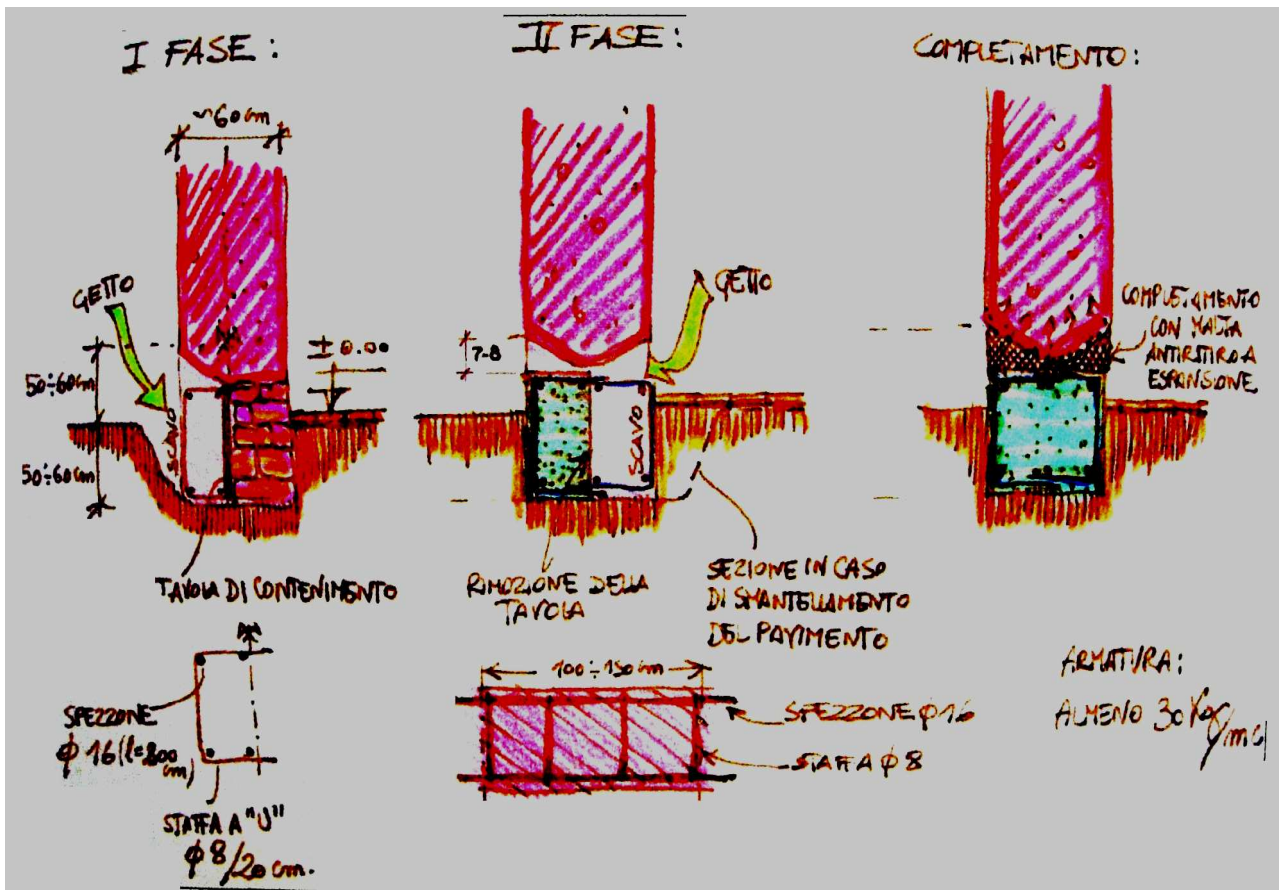 I FASE:
~60 cm
GETTO
± 0.00
50÷60cm
SCAVO
50÷60cm
TAVOLA DI CONTENIMENTO
SPEZZONE
ϕ 16 (l=200
cm)
STAFFA A "U"
ϕ 8/20 cm.
II FASE:
GETTO
7-8
SCAVO
RIMOZIONE DELLA
TAVOLA
SEZIONE IN CASO
DI SMANTELLAMENTO
DEL PAVIMENTO
100÷150 cm
SPEZZONE ϕ 16
STAFFA ϕ 8
COMPLETAMENTO:
COMPLETAMENTO
CON MALTA
ANTIRITIRO A
ESPANSIONE
ARMATURA:
ALMENO 30 Kg/mc